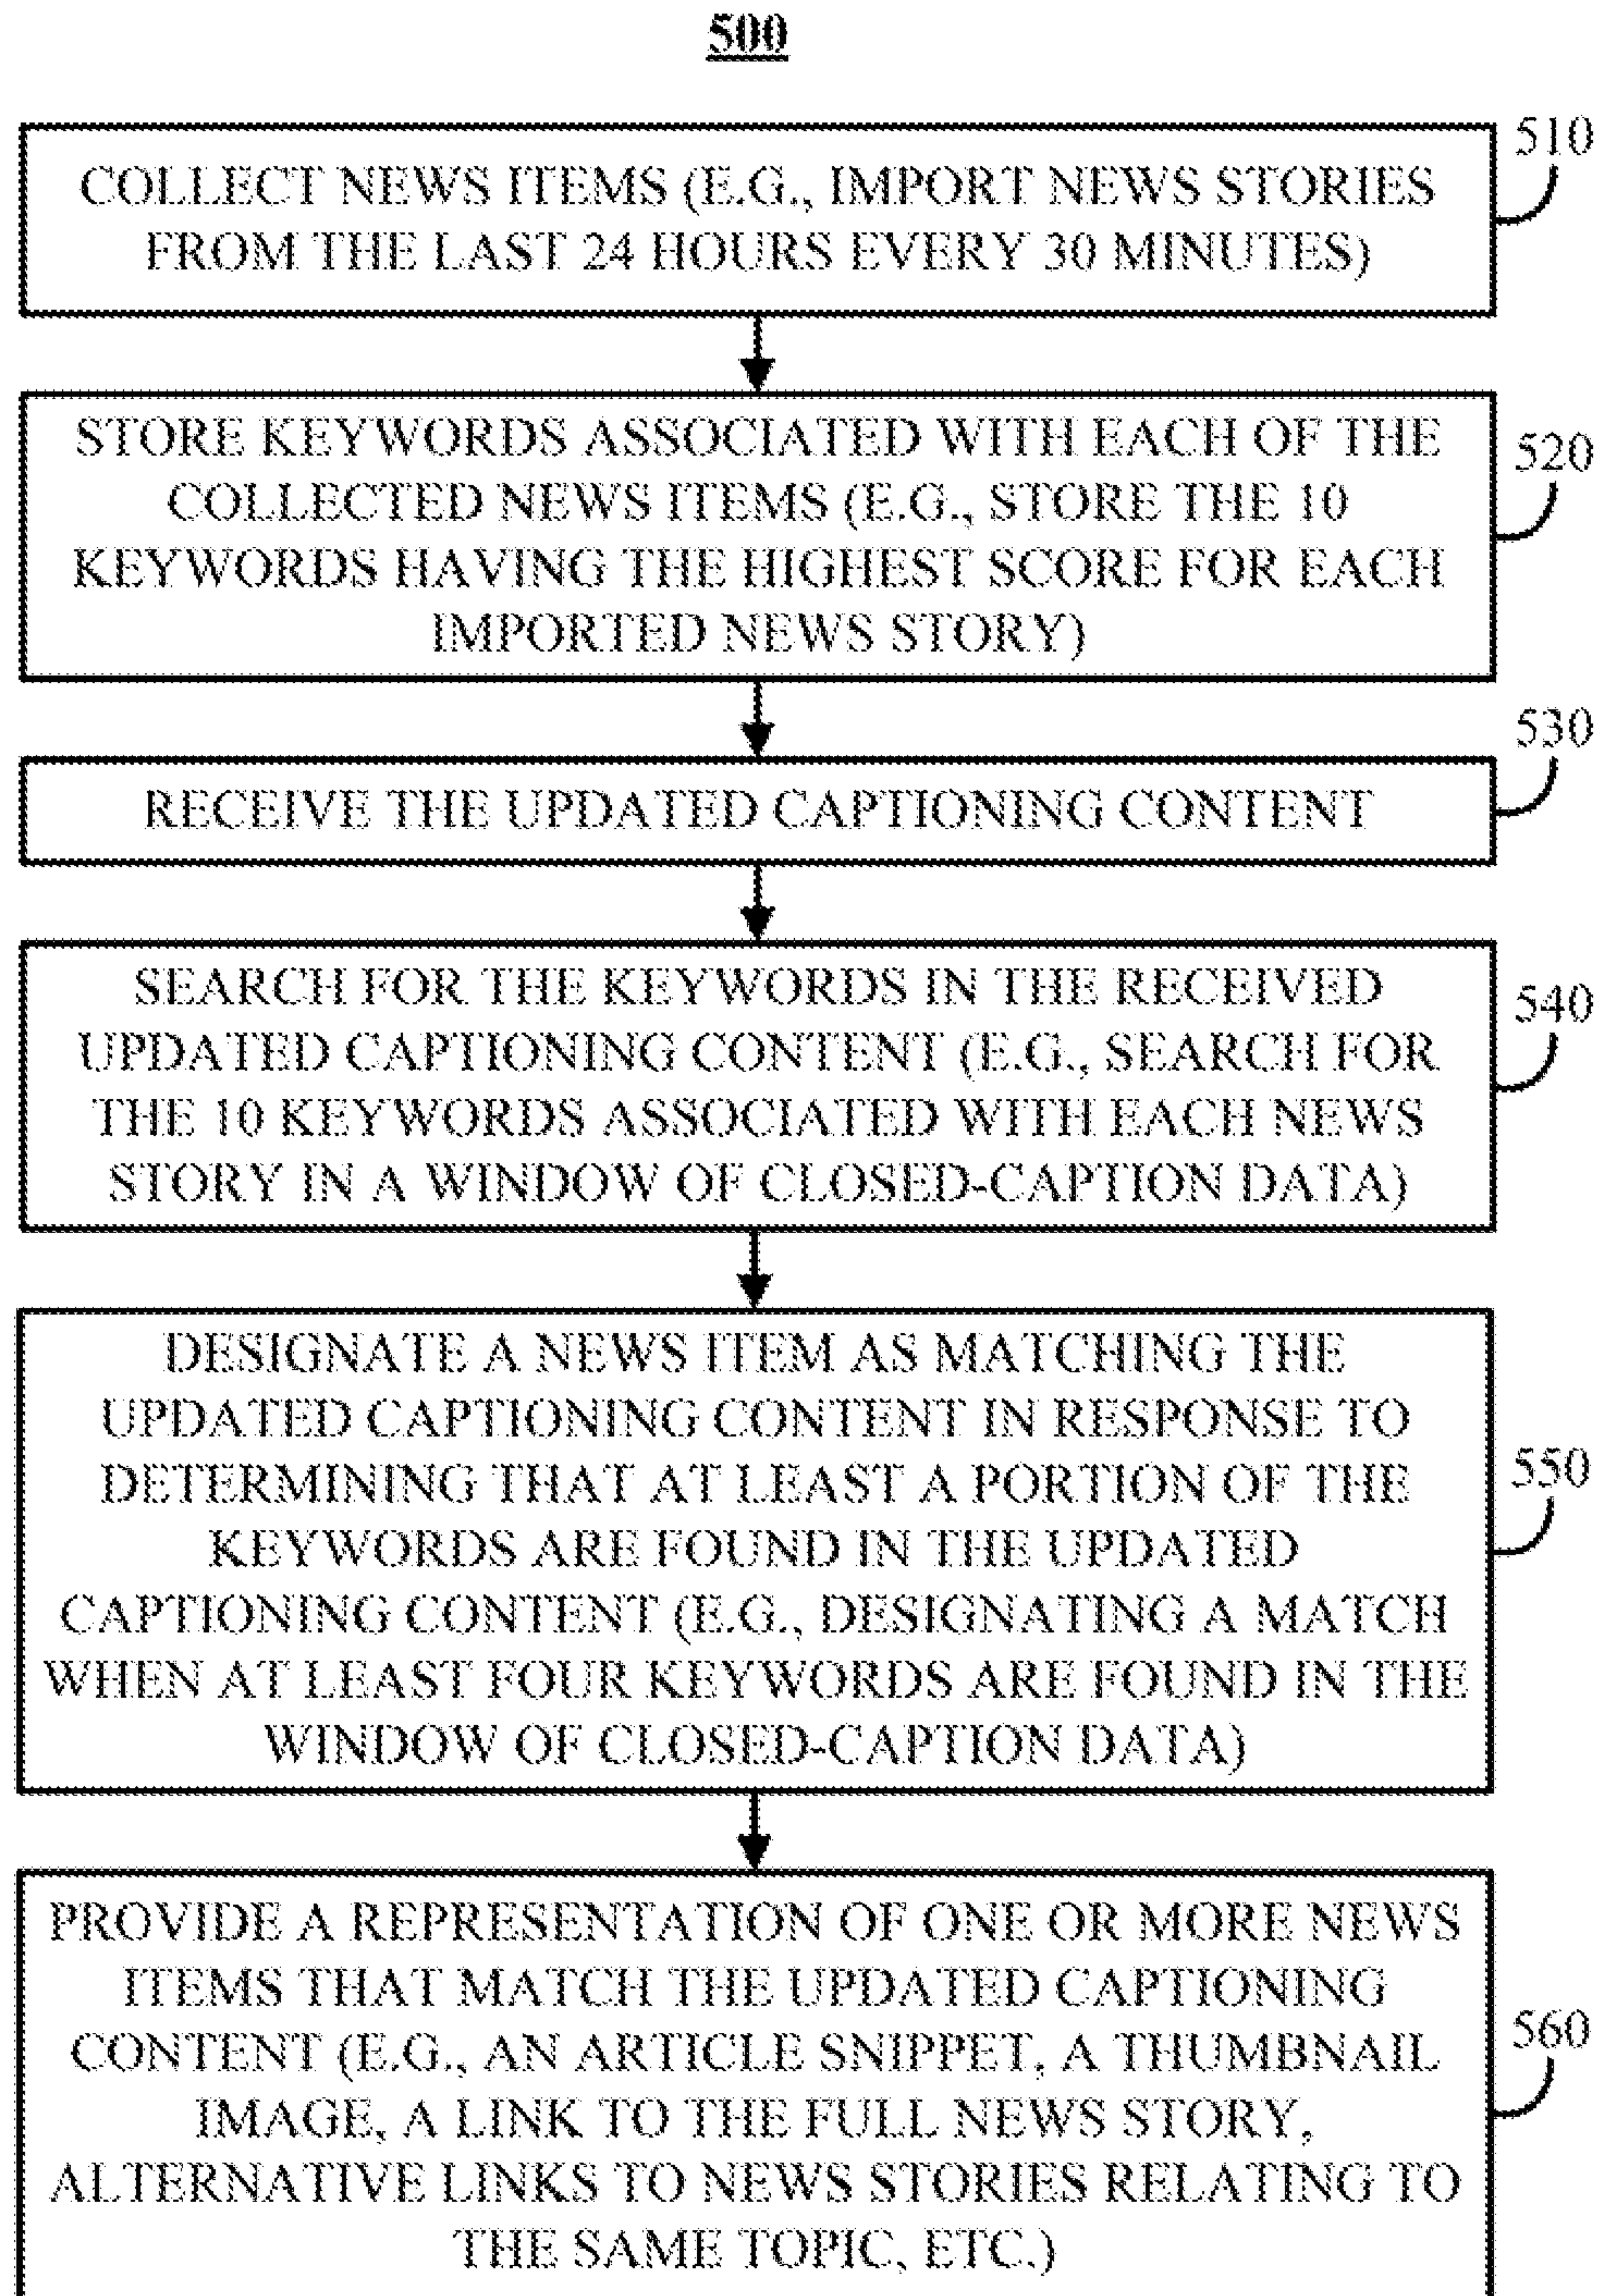 500
510
COLLECT NEWS ITEMS (E.G., IMPORT NEWS STORIES
FROM THE LAST 24 HOURS EVERY 30 MINUTES)
520
STORE KEYWORDS ASSOCIATED WITH EACH OF THE
COLLECTED NEWS ITEMS (E.G., STORE THE 10
KEYWORDS HAVING THE HIGHEST SCORE FOR EACH
IMPORTED NEWS STORY)
530
RECEIVE THE UPDATED CAPTIONING CONTENT
540
SEARCH FOR THE KEYWORDS IN THE RECEIVED
UPDATED CAPTIONING CONTENT (E.G., SEARCH FOR
THE 10 KEYWORDS ASSOCIATED WITH EACH NEWS
STORY IN A WINDOW OF CLOSED-CAPTION DATA)
550
DESIGNATE A NEWS ITEM AS MATCHING THE
UPDATED CAPTIONING CONTENT IN RESPONSE TO
DETERMINING THAT AT LEAST A PORTION OF THE
KEYWORDS ARE FOUND IN THE UPDATED
CAPTIONING CONTENT (E.G., DESIGNATING A MATCH
WHEN AT LEAST FOUR KEYWORDS ARE FOUND IN THE
WINDOW OF CLOSED-CAPTION DATA)
560
PROVIDE A REPRESENTATION OF ONE OR MORE NEWS
ITEMS THAT MATCH THE UPDATED CAPTIONING
CONTENT (E.G., AN ARTICLE SNIPPET, A THUMBNAIL
IMAGE, A LINK TO THE FULL NEWS STORY,
ALTERNATIVE LINKS TO NEWS STORIES RELATING TO
THE SAME TOPIC, ETC.)